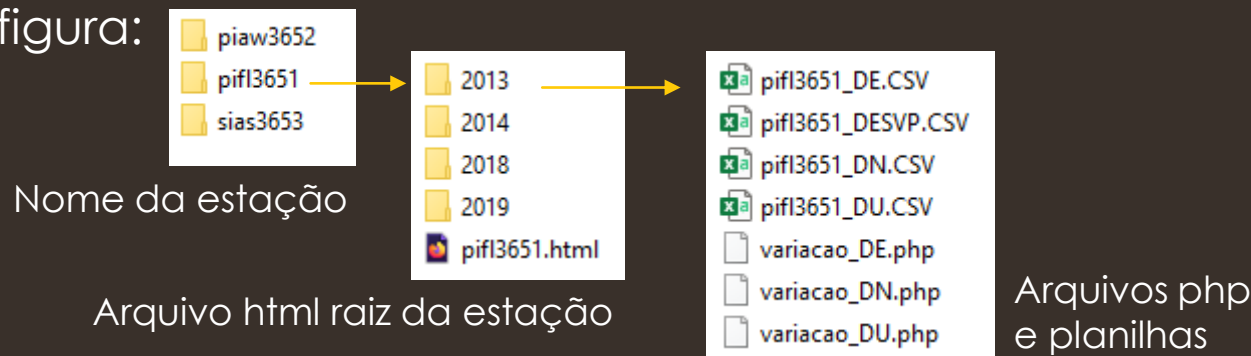 figura:
piaw3652
pifl3651
sias3653
Nome da estação
2013
2014
2018
2019
pifl3651.html
Arquivo html raiz da estação
pifl3651_DE.CSV
pifl3651_DESVP.CSV
pifl3651_DN.CSV
pifl3651_DU.CSV
variacao_DE.php
variacao_DN.php
variacao_DU.php
Arquivos php
e planilhas